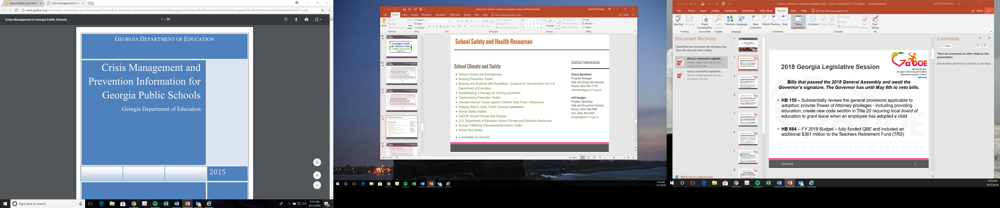 School Safety and Health
Crisis Management in Ge
www.gadoe.org/Curriculum-Instruction-and-Assessment/Curriculum-and-Instruction/Documents/Crisis%20Management%20and%20Prevention%20in%20Georgia%20Public%20Schools%20Updated%202015.pdf
Crisis Management in Georgia Public Schools
1 / 85
GEORGIA DEPARTMENT OF EDUCATION
Crisis Management and
Prevention Information for
Georgia Public Schools
Georgia Department of Education
2015
Type here to search
9:19 AM
4/17/2018
24
AutoSave
Safety in our Schools Conference Legislative Update 2018 [Autosaved]
Garry McGiboney
File Home Insert Design Transitions Animations Slide Show Review View Help Tell me what you want to do
Share
Paste
Cut
Copy
Format Painter
Clipboard
New
Slide
Layout
Reset
Section
Slides
Font
Text Direction
Align Text
Convert to SmartArt
Paragraph
Arrange
Quick
Styles
Shape Fill
Shape Outline
Shape Effects
Drawing
Find
Replace
Select
Editing
48
Georgia Crisis
& Access Line
1-800-715-4225
49
50
51
52
School Safety and Health Resources
School Climate and Safety
• School Climate and Emergencies
• Bullying Prevention Toolkit
• Bullying and Students with Disabilities: Guidance for Schools from the U.S.
Department of Education
• KnowBullying: a free app for bullying prevention
• Cyberbullying Prevention Toolkit
• Georgia Internet Crimes Against Children Task Force - Resources
• Keeping Kids in Class Toolkit (Georgia Appleseed)
• School Safety Hotline
• GaDOE School Climate Star Ratings
• U.S. Department of Education School Climate and Discipline Resources
• Human Trafficking Prevention/Intervention Toolkit
• School Bus Safety
• Cybersafety for Schools
Contact Information
Cheryl Benefield
Program Manager
Safe and Drug-Free Schools
Phone: (404) 651-7179
cbenefield@doe.k12.ga.us
Jeff Hodges
Program Specialist
Safe and Drug-Free Schools
Phone: (404) 463-7891
Fax: (404) 463-2393
jhodges@doe.k12.ga.us
Slide 51 of 63
Notes
95%
9:19 AM
4/17/2018
AutoSave
Garry's comments Legislative Update 2018 - Fannin County BOE 4.12.18.pptx - AutoRecovered
Garry McGiboney
File Home Insert Design Transitions Animations Slide Show Review View Help Tell me what you want to do
Share
ABC
Spelling
Thesaurus
Proofing
Check
Accessibility
Accessibility
Smart
Lookup
Insights
Translate
Language
Language
New
Comment
Delete
Previous
Next
Show
Comments
Comments
Compare
Accept
Reject
Previous
Next
Reviewing Pane
End
Review
Compare
Start
Inking
Ink
Document Recovery
PowerPoint has recovered the following files.
Save the ones you wish to keep.
Garry's comments Legislati...
Version created from the last Aut...
4/16/2018 7:15 AM
Garry's comments Legislative...
Version created last time the user...
4/11/2018 12:57 PM
Which file do I want to save?
1
2
3
4
5
6
7
8
2018 Georgia Legislative Session
GaDOE
Richard Woods,
Georgia's School Superintendent
"Educating Georgia's Future"
gadoe.org
Bills that passed the 2018 General Assembly and await the
Governor's signature. The Governor has until May 8th to veto bills.
• HB 159 – Substantially revises the general provisions applicable to
adoption; provide Power of Attorney privileges - including providing
education; create new code section in Title 20 requiring local board of
education to grant leave when an employee has adopted a child
• HB 684 – FY 2019 Budget – fully funded QBE and included an
additional $361 million to the Teachers Retirement Fund (TRS)
Georgia Department of Education
4/16/2018
2
Comments
New
There are comments on other slides in this
presentation.
Use the Next and Previous buttons to see them.
9:19 AM
4/17/2018